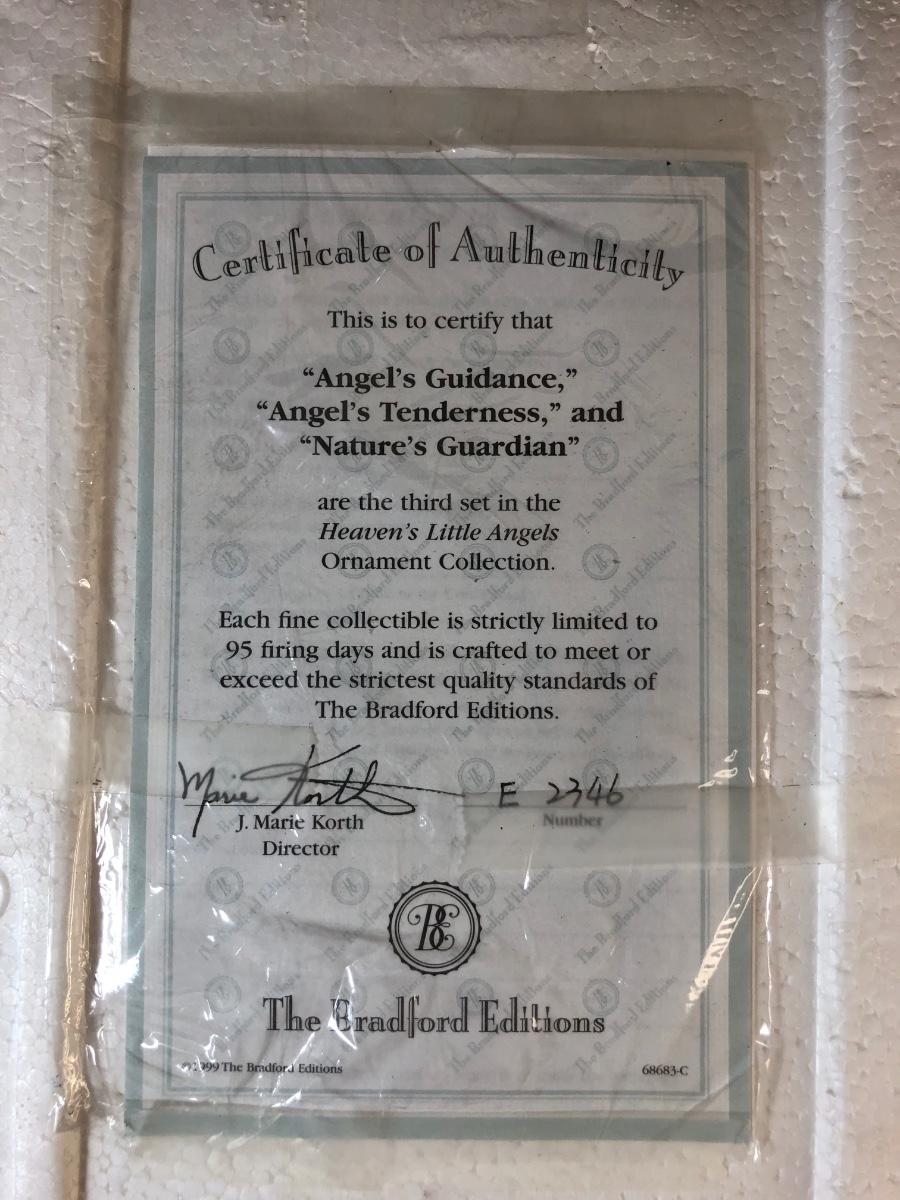 Certificate of Authenticity
This is to certify that
“Angel’s Guidance,”
“Angel’s Tenderness,” and
“Nature’s Guardian”
are the third set in the
Heaven’s Little Angels
Ornament Collection.
Each fine collectible is strictly limited to
95 firing days and is crafted to meet or
exceed the strictest quality standards of
The Bradford Editions.
Marie Korth
E 2346
J. Marie Korth
Number
Director
BE
The Bradford Editions
©1999 The Bradford Editions
68683-C